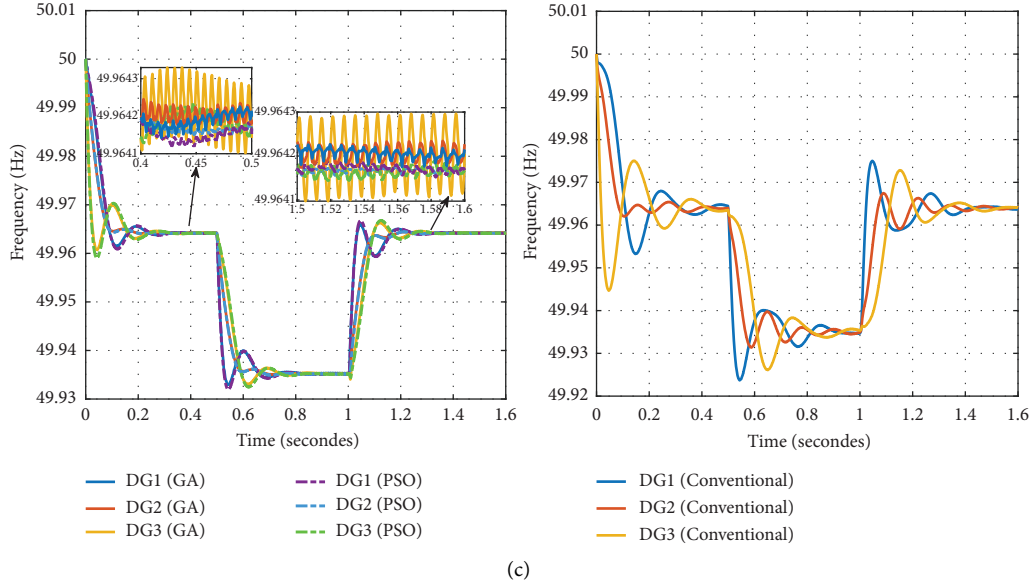 50.01
50
49.99
49.98
49.97
49.96
49.95
49.94
49.93
Frequency (Hz)
0 0.2 0.4 0.6 0.8 1 1.2 1.4 1.6
Time (secondes)
49.9643
49.9642
49.9641
0.4 0.45 0.5
49.9643
49.9642
49.9641
1.5 1.52 1.54 1.56 1.58 1.6
DG1 (GA)
DG2 (GA)
DG3 (GA)
DG1 (PSO)
DG2 (PSO)
DG3 (PSO)
50.01
50
49.99
49.98
49.97
49.96
49.95
49.94
49.93
49.92
Frequency (Hz)
0 0.2 0.4 0.6 0.8 1 1.2 1.4 1.6
Time (secondes)
DG1 (Conventional)
DG2 (Conventional)
DG3 (Conventional)
(c)